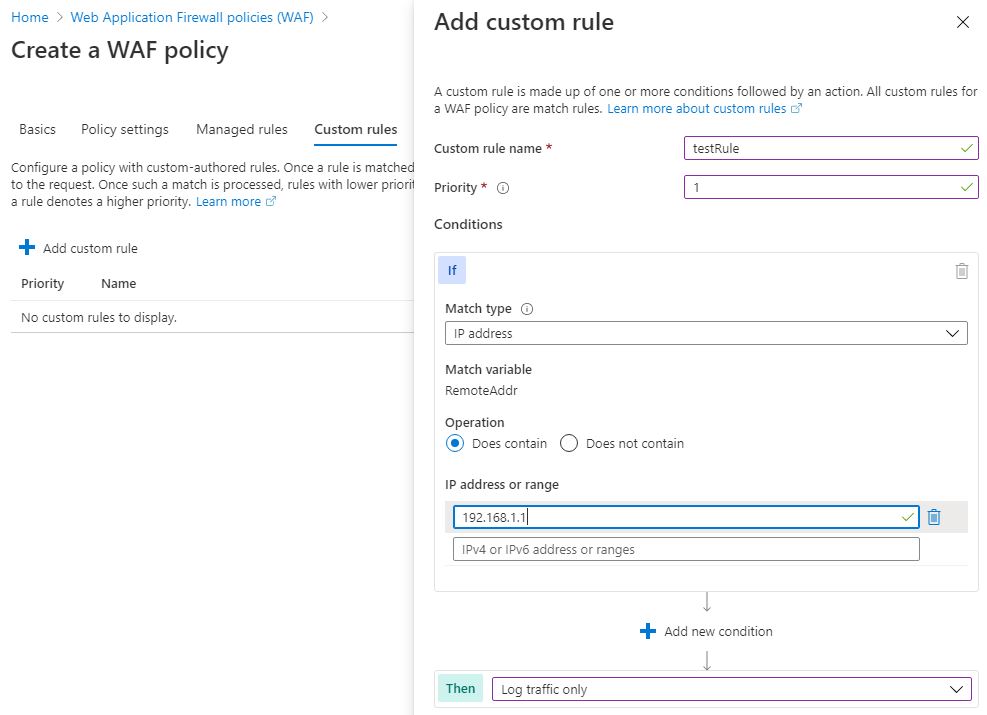 Home > Web Application Firewall policies (WAF) >
Create a WAF policy
Basics Policy settings Managed rules Custom rules
Configure a policy with custom-authored rules. Once a rule is matched
to the request. Once such a match is processed, rules with lower priorit
a rule denotes a higher priority. Learn more
Add custom rule
Priority Name
No custom rules to display.
Add custom rule
A custom rule is made up of one or more conditions followed by an action. All custom rules for
a WAF policy are match rules. Learn more about custom rules
Custom rule name * testRule
Priority * 1
Conditions
If
Match type
IP address
Match variable
RemoteAddr
Operation
Does contain Does not contain
IP address or range
192.168.1.1
IPv4 or IPv6 address or ranges
Add new condition
Then Log traffic only